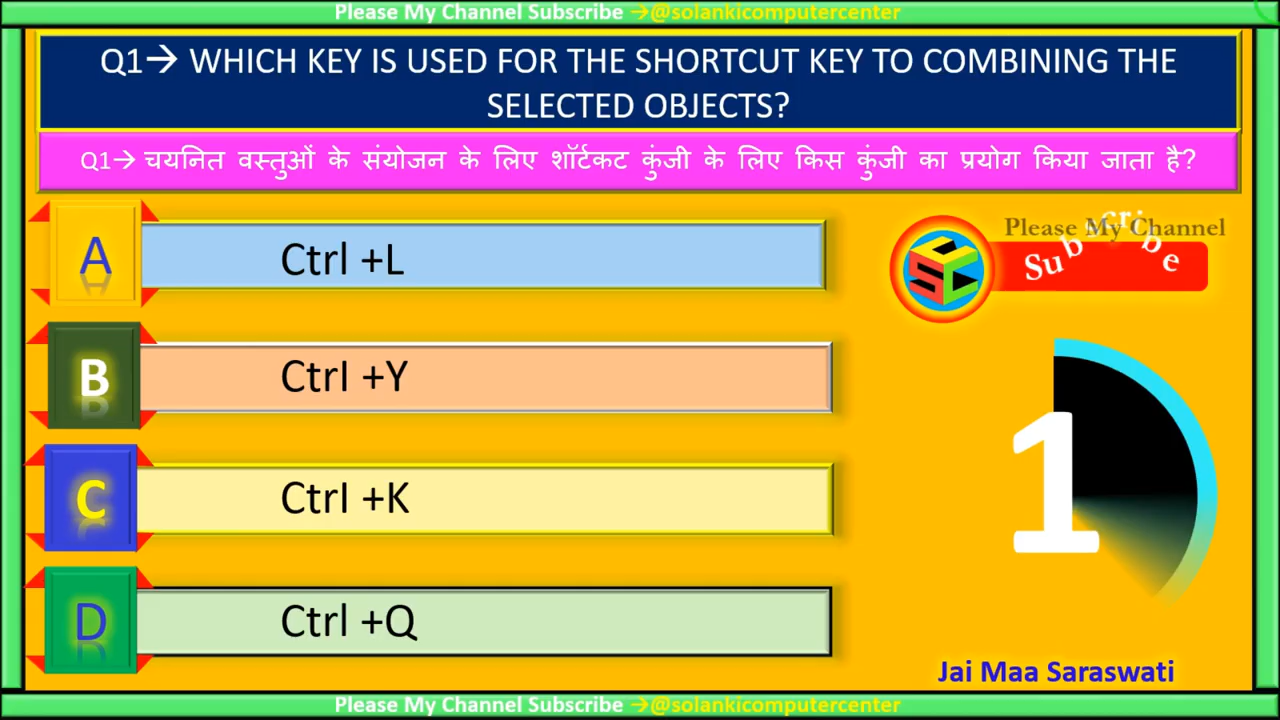 Please My Channel Subscribe →@solankicomputercenter
Q1→ WHICH KEY IS USED FOR THE SHORTCUT KEY TO COMBINING THE
SELECTED OBJECTS?
Q1→ चयनित वस्तुओं के संयोजन के लिए शॉर्टकट कुंजी के लिए किस कुंजी का प्रयोग किया जाता है?
A Ctrl +L
Please My Channel
Subscribe
SCC
B Ctrl +Y
C Ctrl +K
1
D Ctrl +Q
Jai Maa Saraswati
Please My Channel Subscribe →@solankicomputercenter